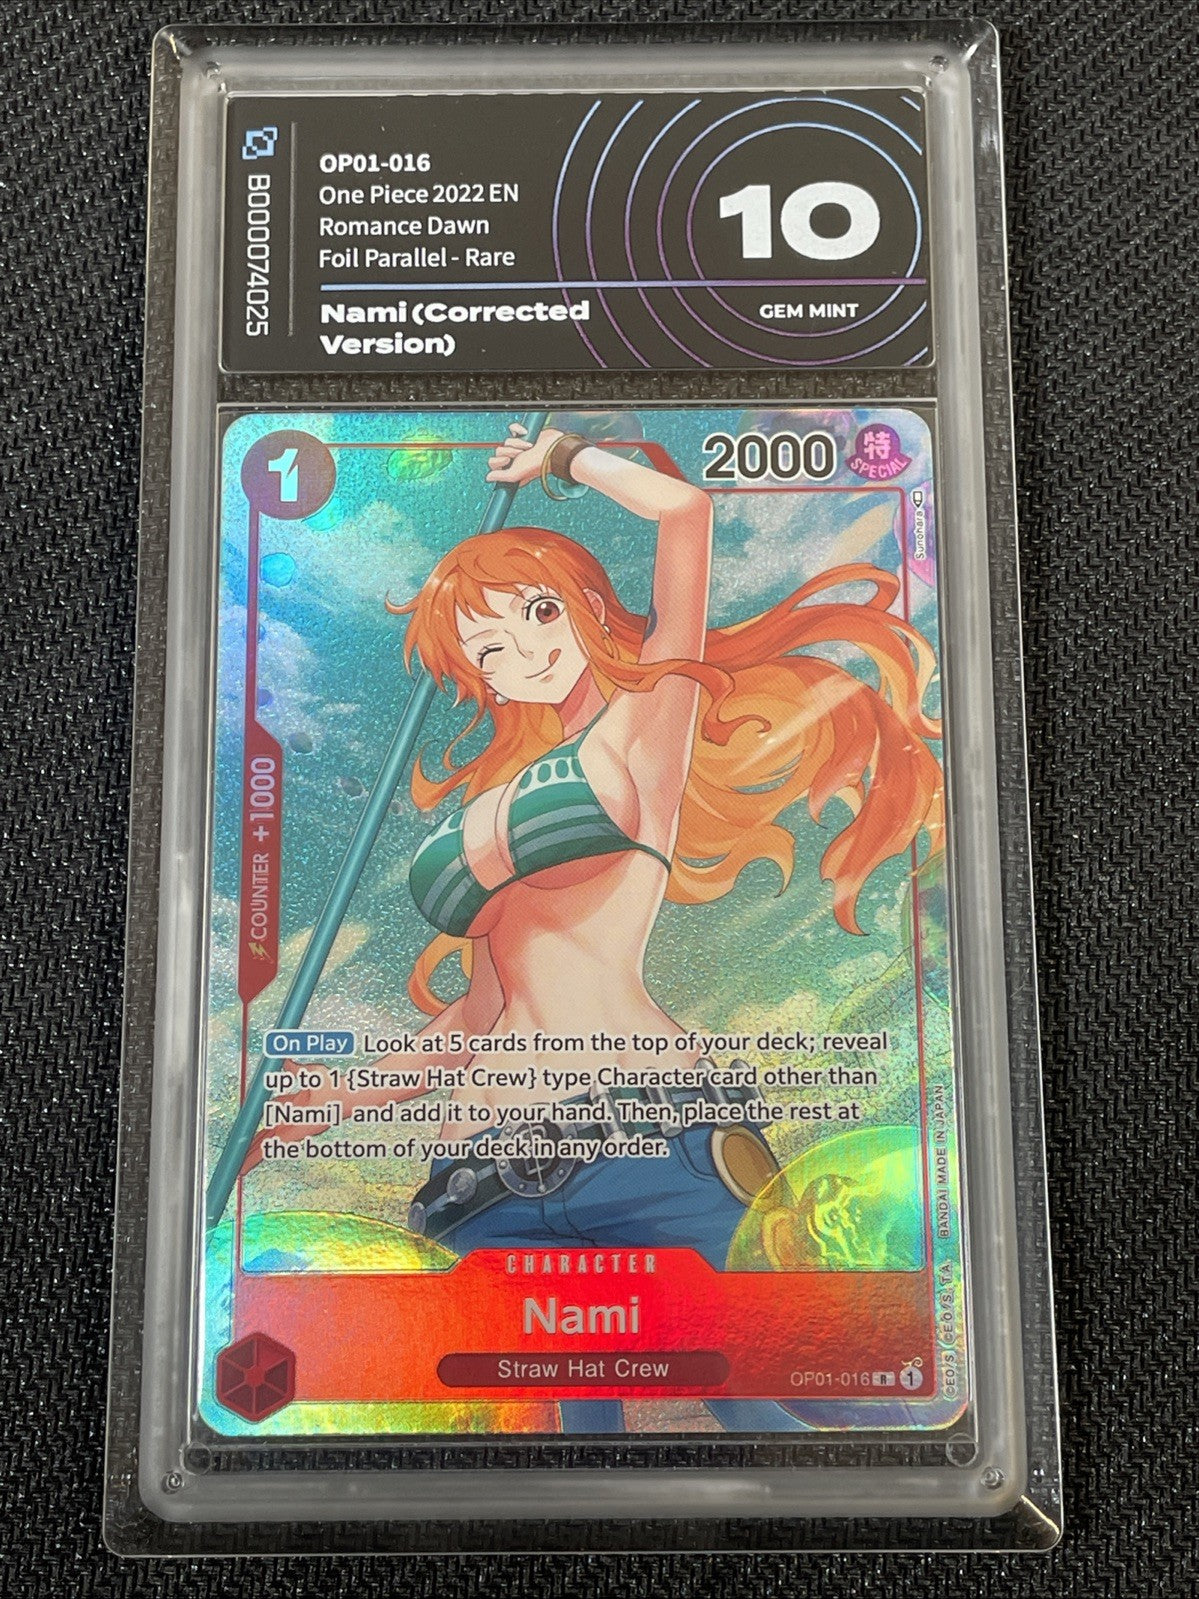 OP01-016
One Piece 2022 EN
Romance Dawn
Foil Parallel - Rare
Nami (Corrected
Version)
B00074025
10
GEM MINT
1
2000
特
SPECIAL
Sunohara
COUNTER +1000
On Play Look at 5 cards from the top of your deck; reveal
up to 1 {Straw Hat Crew} type Character card other than
[Nami] and add it to your hand. Then, place the rest at
the bottom of your deck in any order.
CHARACTER
Nami
Straw Hat Crew
OP01-016 R 1
©E.O/S ©E.O./S.,T.A. BANDAI MADE IN JAPAN